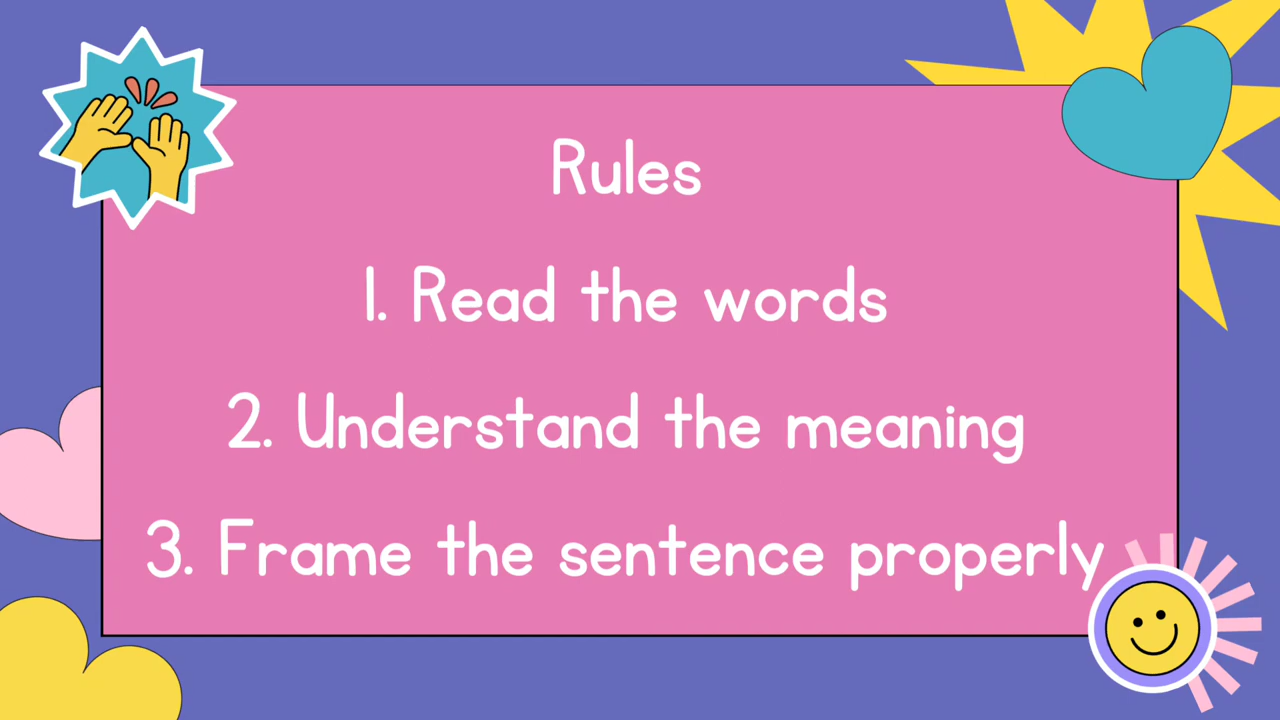 Rules
1. Read the words
2. Understand the meaning
3. Frame the sentence properly